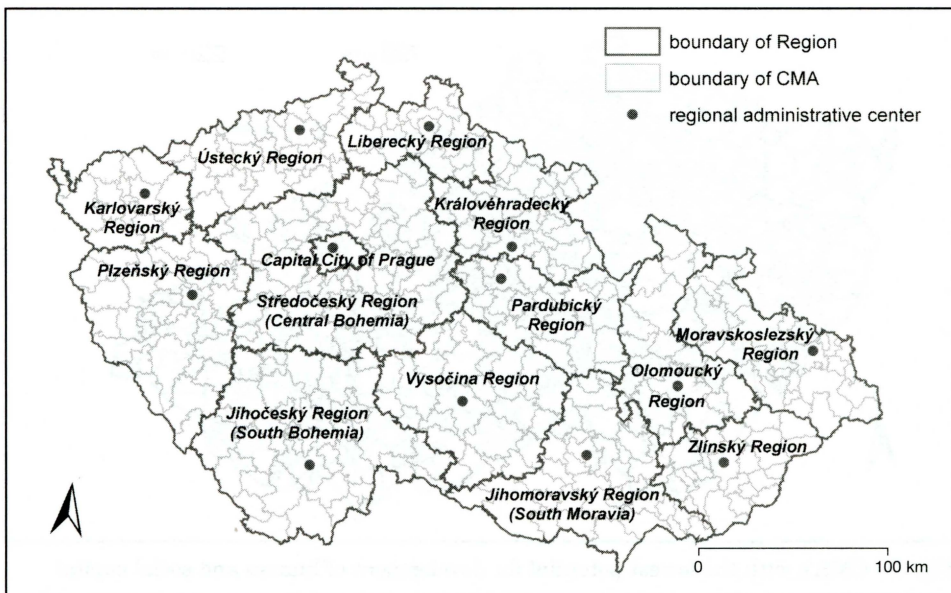 boundary of Region
boundary of CMA
regional administrative center
Ústecký Region
Liberecký Region
Karlovarský
Region
Královéhradecký
Region
Capital City of Prague
Plzeňský Region
Středočeský Region
(Central Bohemia)
Pardubický
Region
Moravskoslezský
Region
Vysočina Region
Olomoucký
Region
Jihočeský Region
(South Bohemia)
Zlínský Region
Jihomoravský Region
(South Moravia)
0
100 km